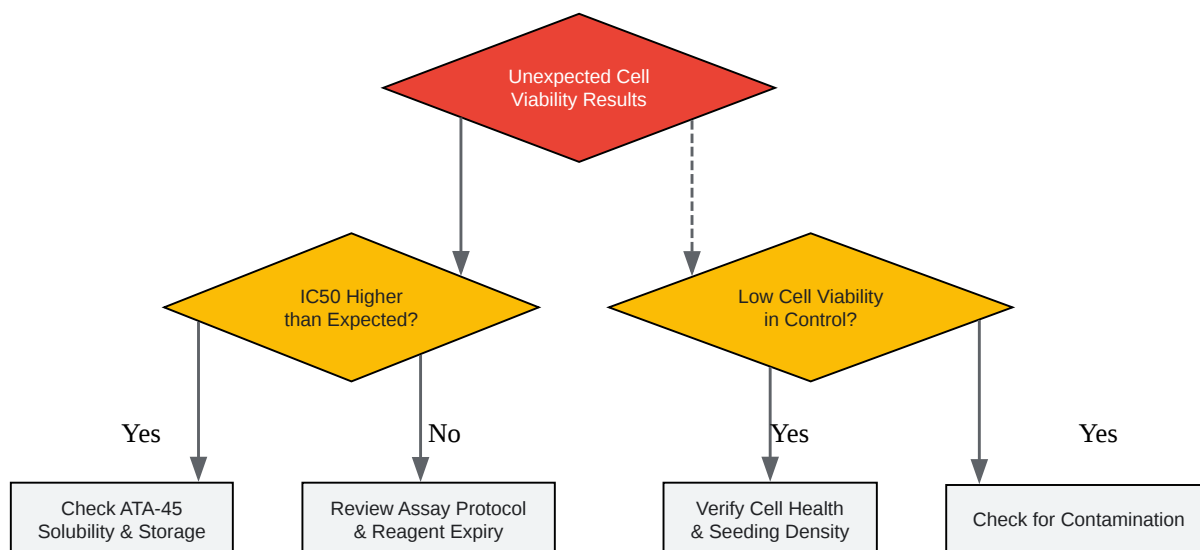 Unexpected Cell
Viability Results
IC50 Higher
than Expected?
Low Cell Viability
in Control?
Yes
No
Yes
Yes
Check ATA-45
Solubility & Storage
Review Assay Protocol
& Reagent Expiry
Verify Cell Health
& Seeding Density
Check for Contamination